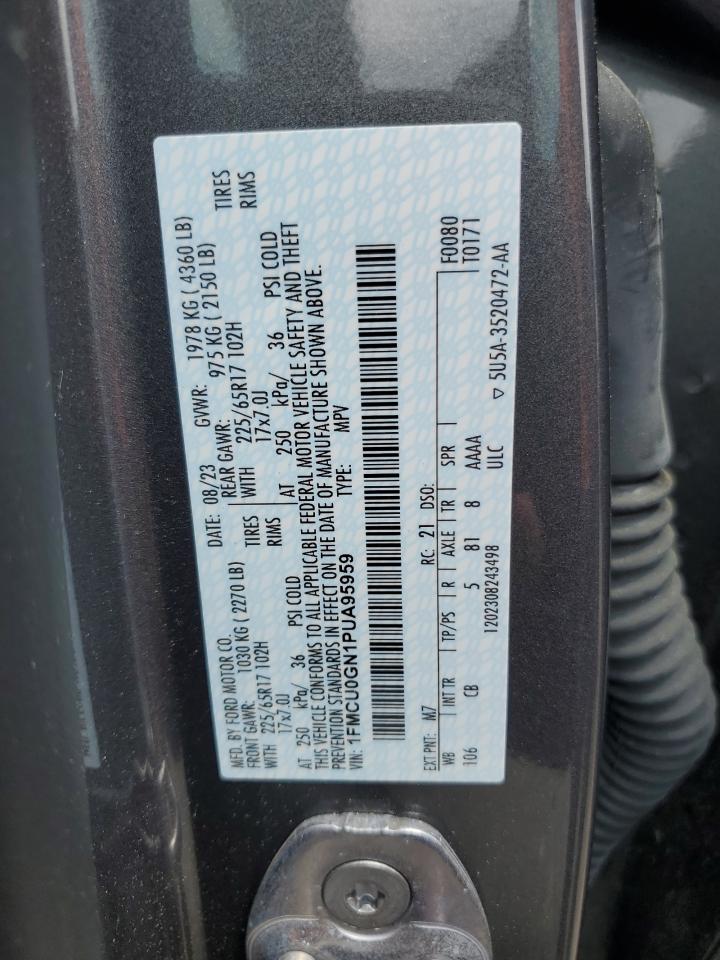 MFD. BY FORD MOTOR CO.
DATE: 08/23 GVWR: 1978 KG ( 4360 LB)
FRONT GAWR: 1030 KG ( 2270 LB) REAR GAWR: 975 KG ( 2150 LB)
WITH 225/65R17 102H TIRES WITH 225/65R17 102H TIRES
17x7.0J RIMS 17x7.0J RIMS
AT 250 kPa/ 36 PSI COLD AT 250 kPa/ 36 PSI COLD
THIS VEHICLE CONFORMS TO ALL APPLICABLE FEDERAL MOTOR VEHICLE SAFETY AND THEFT
PREVENTION STANDARDS IN EFFECT ON THE DATE OF MANUFACTURE SHOWN ABOVE.
VIN: 1FMCU0GN1PUA95959 TYPE: MPV
EXT PNT: M7 RC: 21 DSO: F0080
WB INT TR TP/PS R AXLE TR SPR T0171
106 CB 5 81 8 AAAA
ULC
1202308243498 ▽ 5U5A-3520472-AA